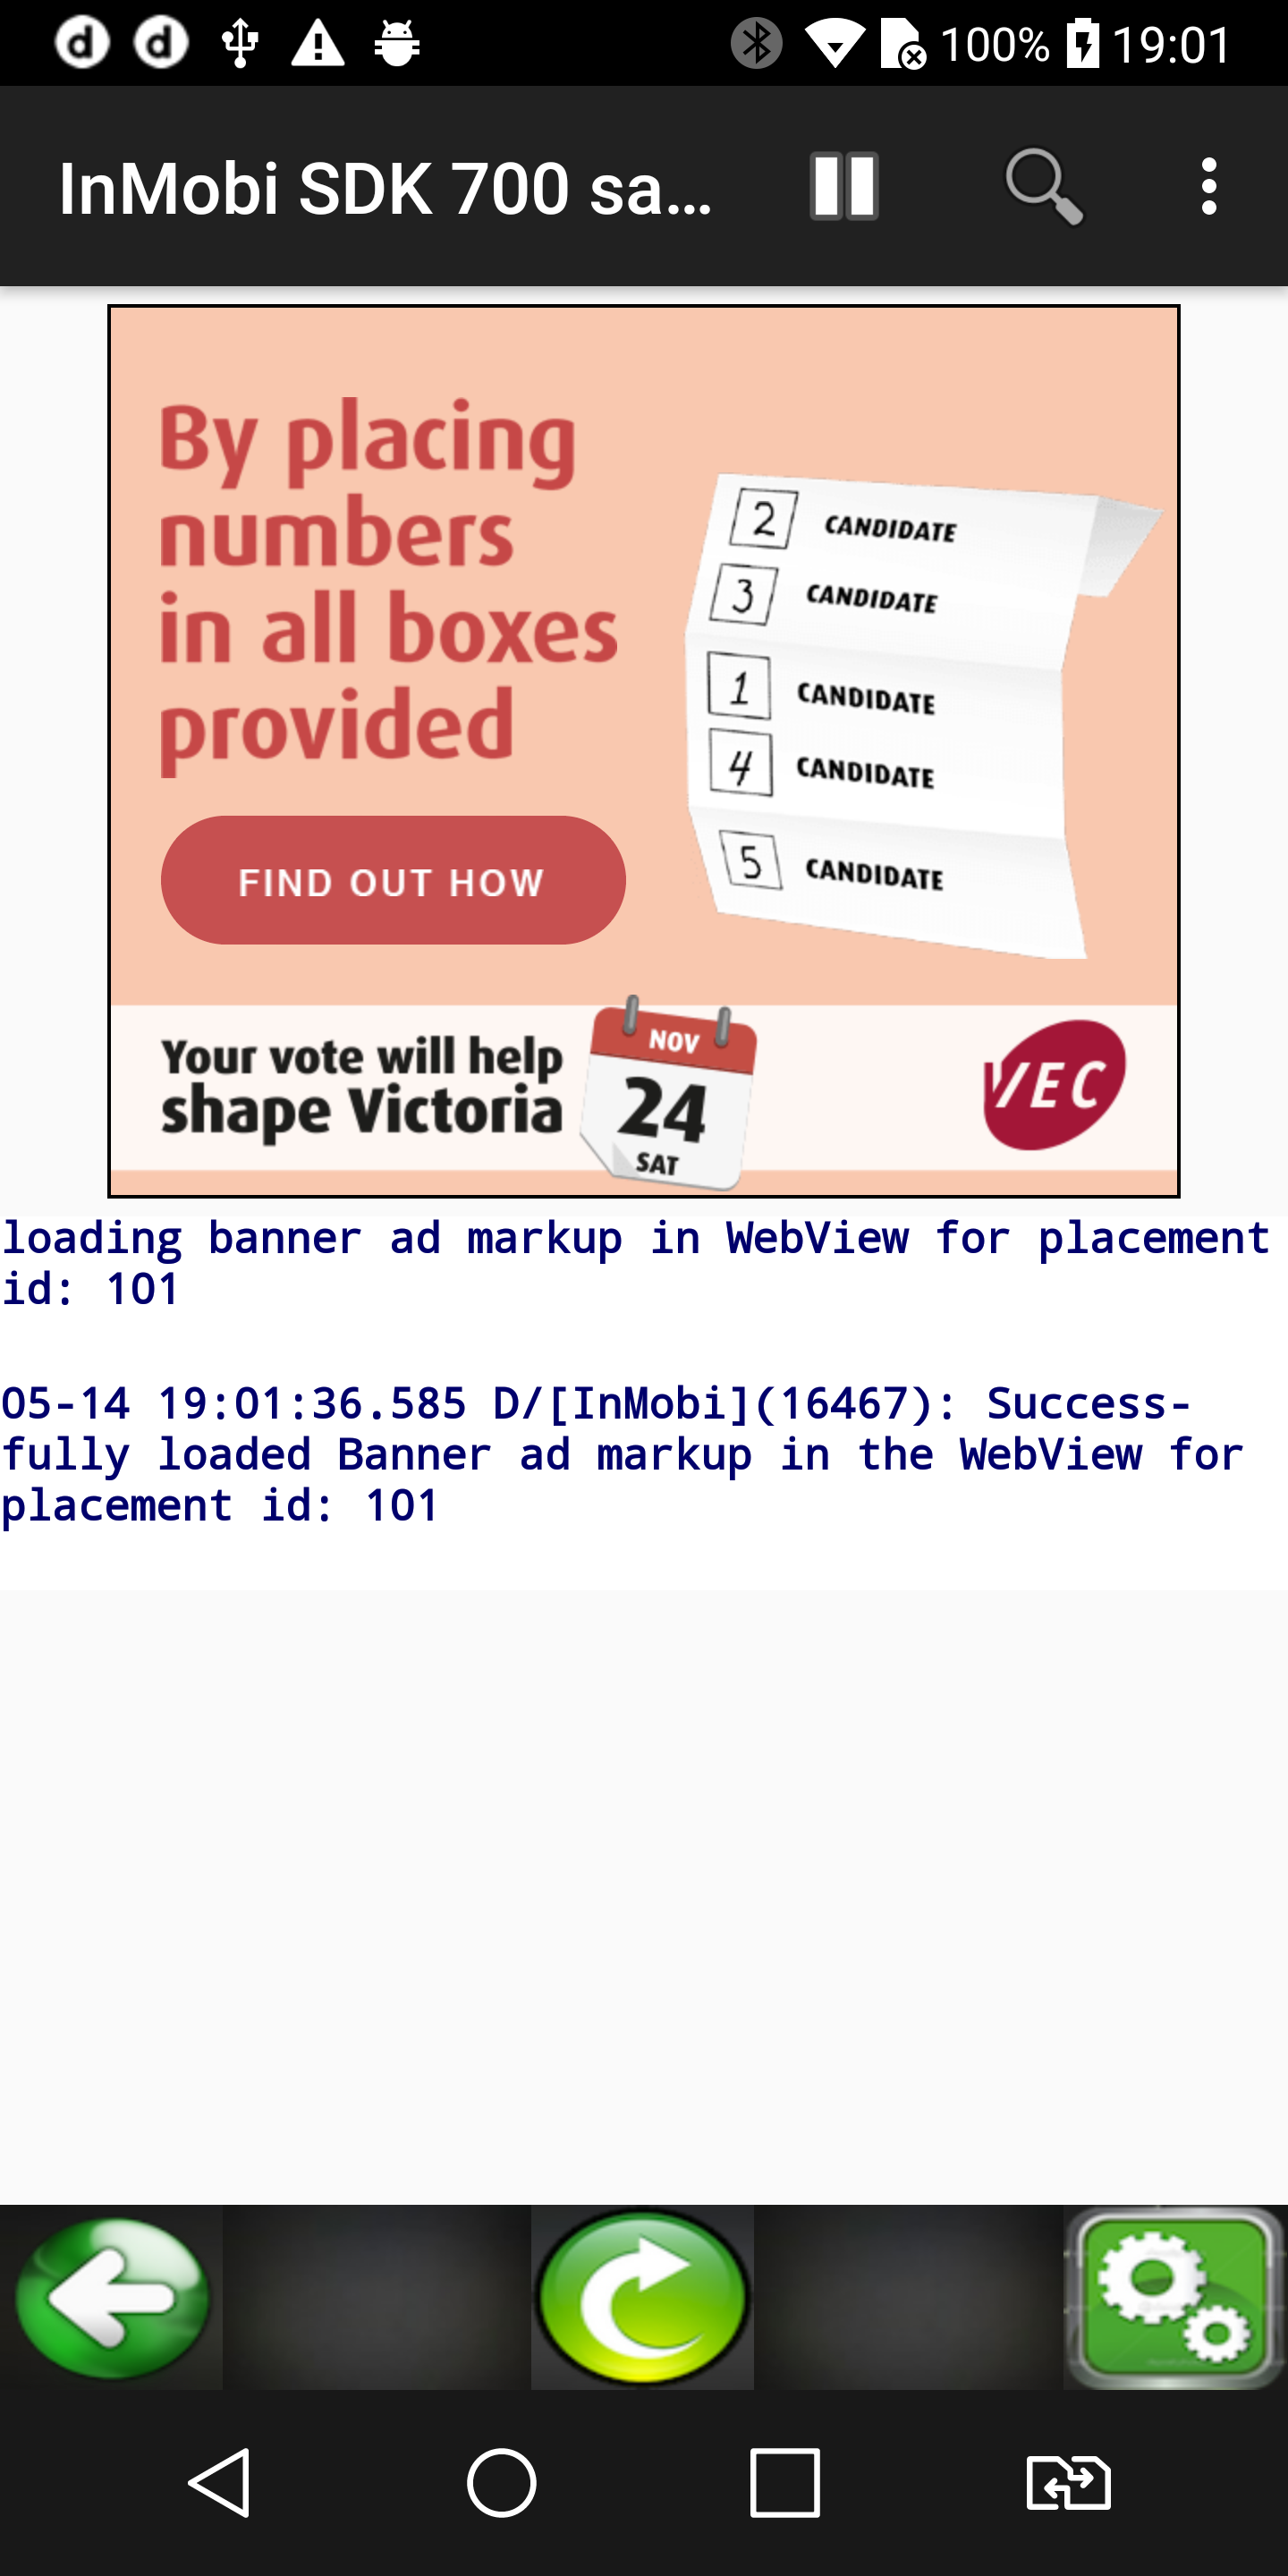 100% 19:01
InMobi SDK 700 sa...
By placing
numbers
in all boxes
provided
2 CANDIDATE
3 CANDIDATE
1 CANDIDATE
4 CANDIDATE
5 CANDIDATE
FIND OUT HOW
Your vote will help
shape Victoria
NOV
24
SAT
VEC
loading banner ad markup in WebView for placement
id: 101
05-14 19:01:36.585 D/[InMobi](16467): Success-
fully loaded Banner ad markup in the WebView for
placement id: 101